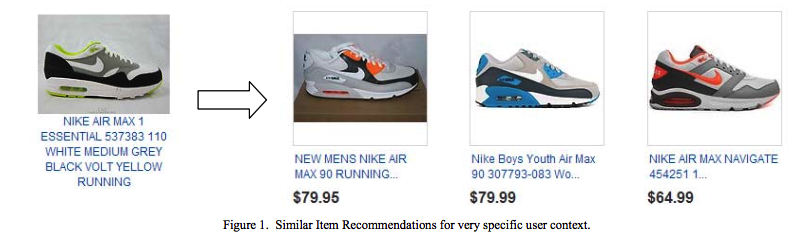 NIKE AIR MAX 1
ESSENTIAL 537383 110
WHITE MEDIUM GREY
BLACK VOLT YELLOW
RUNNING
NEW MENS NIKE AIR
MAX 90 RUNNING...
$79.95
Nike Boys Youth Air Max
90 307793-083 Wo...
$79.99
NIKE AIR MAX NAVIGATE
454251 1...
$64.99
Figure 1. Similar Item Recommendations for very specific user context.